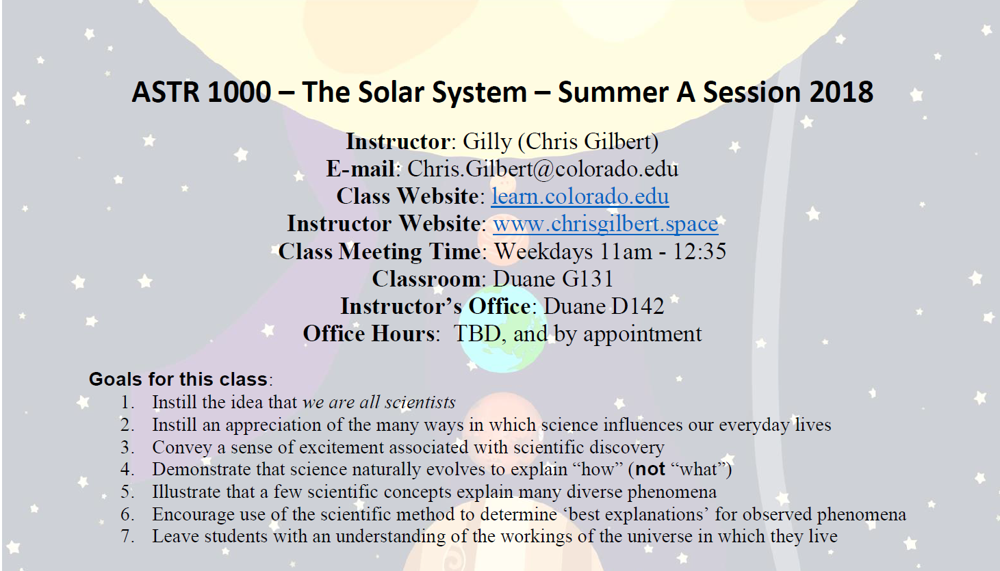 ASTR 1000 – The Solar System – Summer A Session 2018
Instructor: Gilly (Chris Gilbert)
E-mail: Chris.Gilbert@colorado.edu
Class Website: learn.colorado.edu
Instructor Website: www.chrisgilbert.space
Class Meeting Time: Weekdays 11am - 12:35
Classroom: Duane G131
Instructor’s Office: Duane D142
Office Hours:  TBD, and by appointment
Goals for this class:
1. Instill the idea that we are all scientists
2. Instill an appreciation of the many ways in which science influences our everyday lives
3. Convey a sense of excitement associated with scientific discovery
4. Demonstrate that science naturally evolves to explain “how” (not “what”)
5. Illustrate that a few scientific concepts explain many diverse phenomena
6. Encourage use of the scientific method to determine ‘best explanations’ for observed phenomena
7. Leave students with an understanding of the workings of the universe in which they live